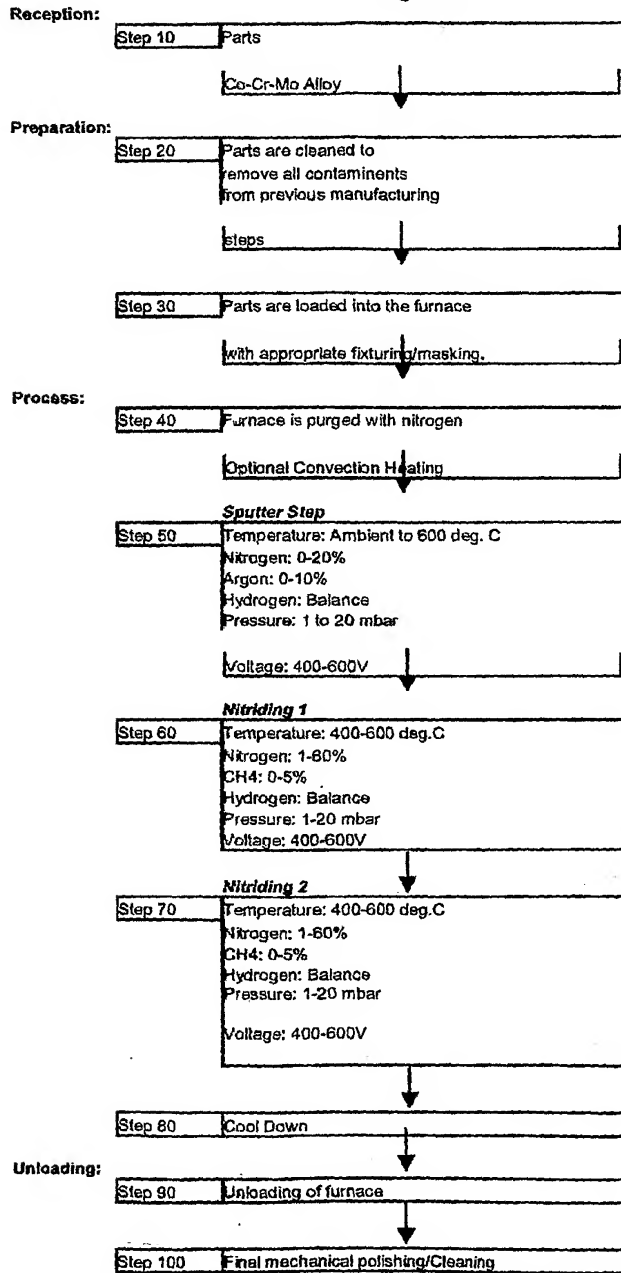 Reception:
Step 10 Parts
Co-Cr-Mo Alloy
Preparation:
Step 20 Parts are cleaned to
remove all contaminents
from previous manufacturing
steps
Step 30 Parts are loaded into the furnace
with appropriate fixturing/masking.
Process:
Step 40 Furnace is purged with nitrogen
Optional Convection Heating
Sputter Step
Step 50 Temperature: Ambient to 600 deg. C
Nitrogen: 0-20%
Argon: 0-10%
Hydrogen: Balance
Pressure: 1 to 20 mbar
Voltage: 400-600V
Nitriding 1
Step 60 Temperature: 400-600 deg.C
Nitrogen: 1-60%
CH4: 0-5%
Hydrogen: Balance
Pressure: 1-20 mbar
Voltage: 400-600V
Nitriding 2
Step 70 Temperature: 400-600 deg.C
Nitrogen: 1-60%
CH4: 0-5%
Hydrogen: Balance
Pressure: 1-20 mbar
Voltage: 400-600V
Step 80 Cool Down
Unloading:
Step 90 Unloading of furnace
Step 100 Final mechanical polishing/Cleaning